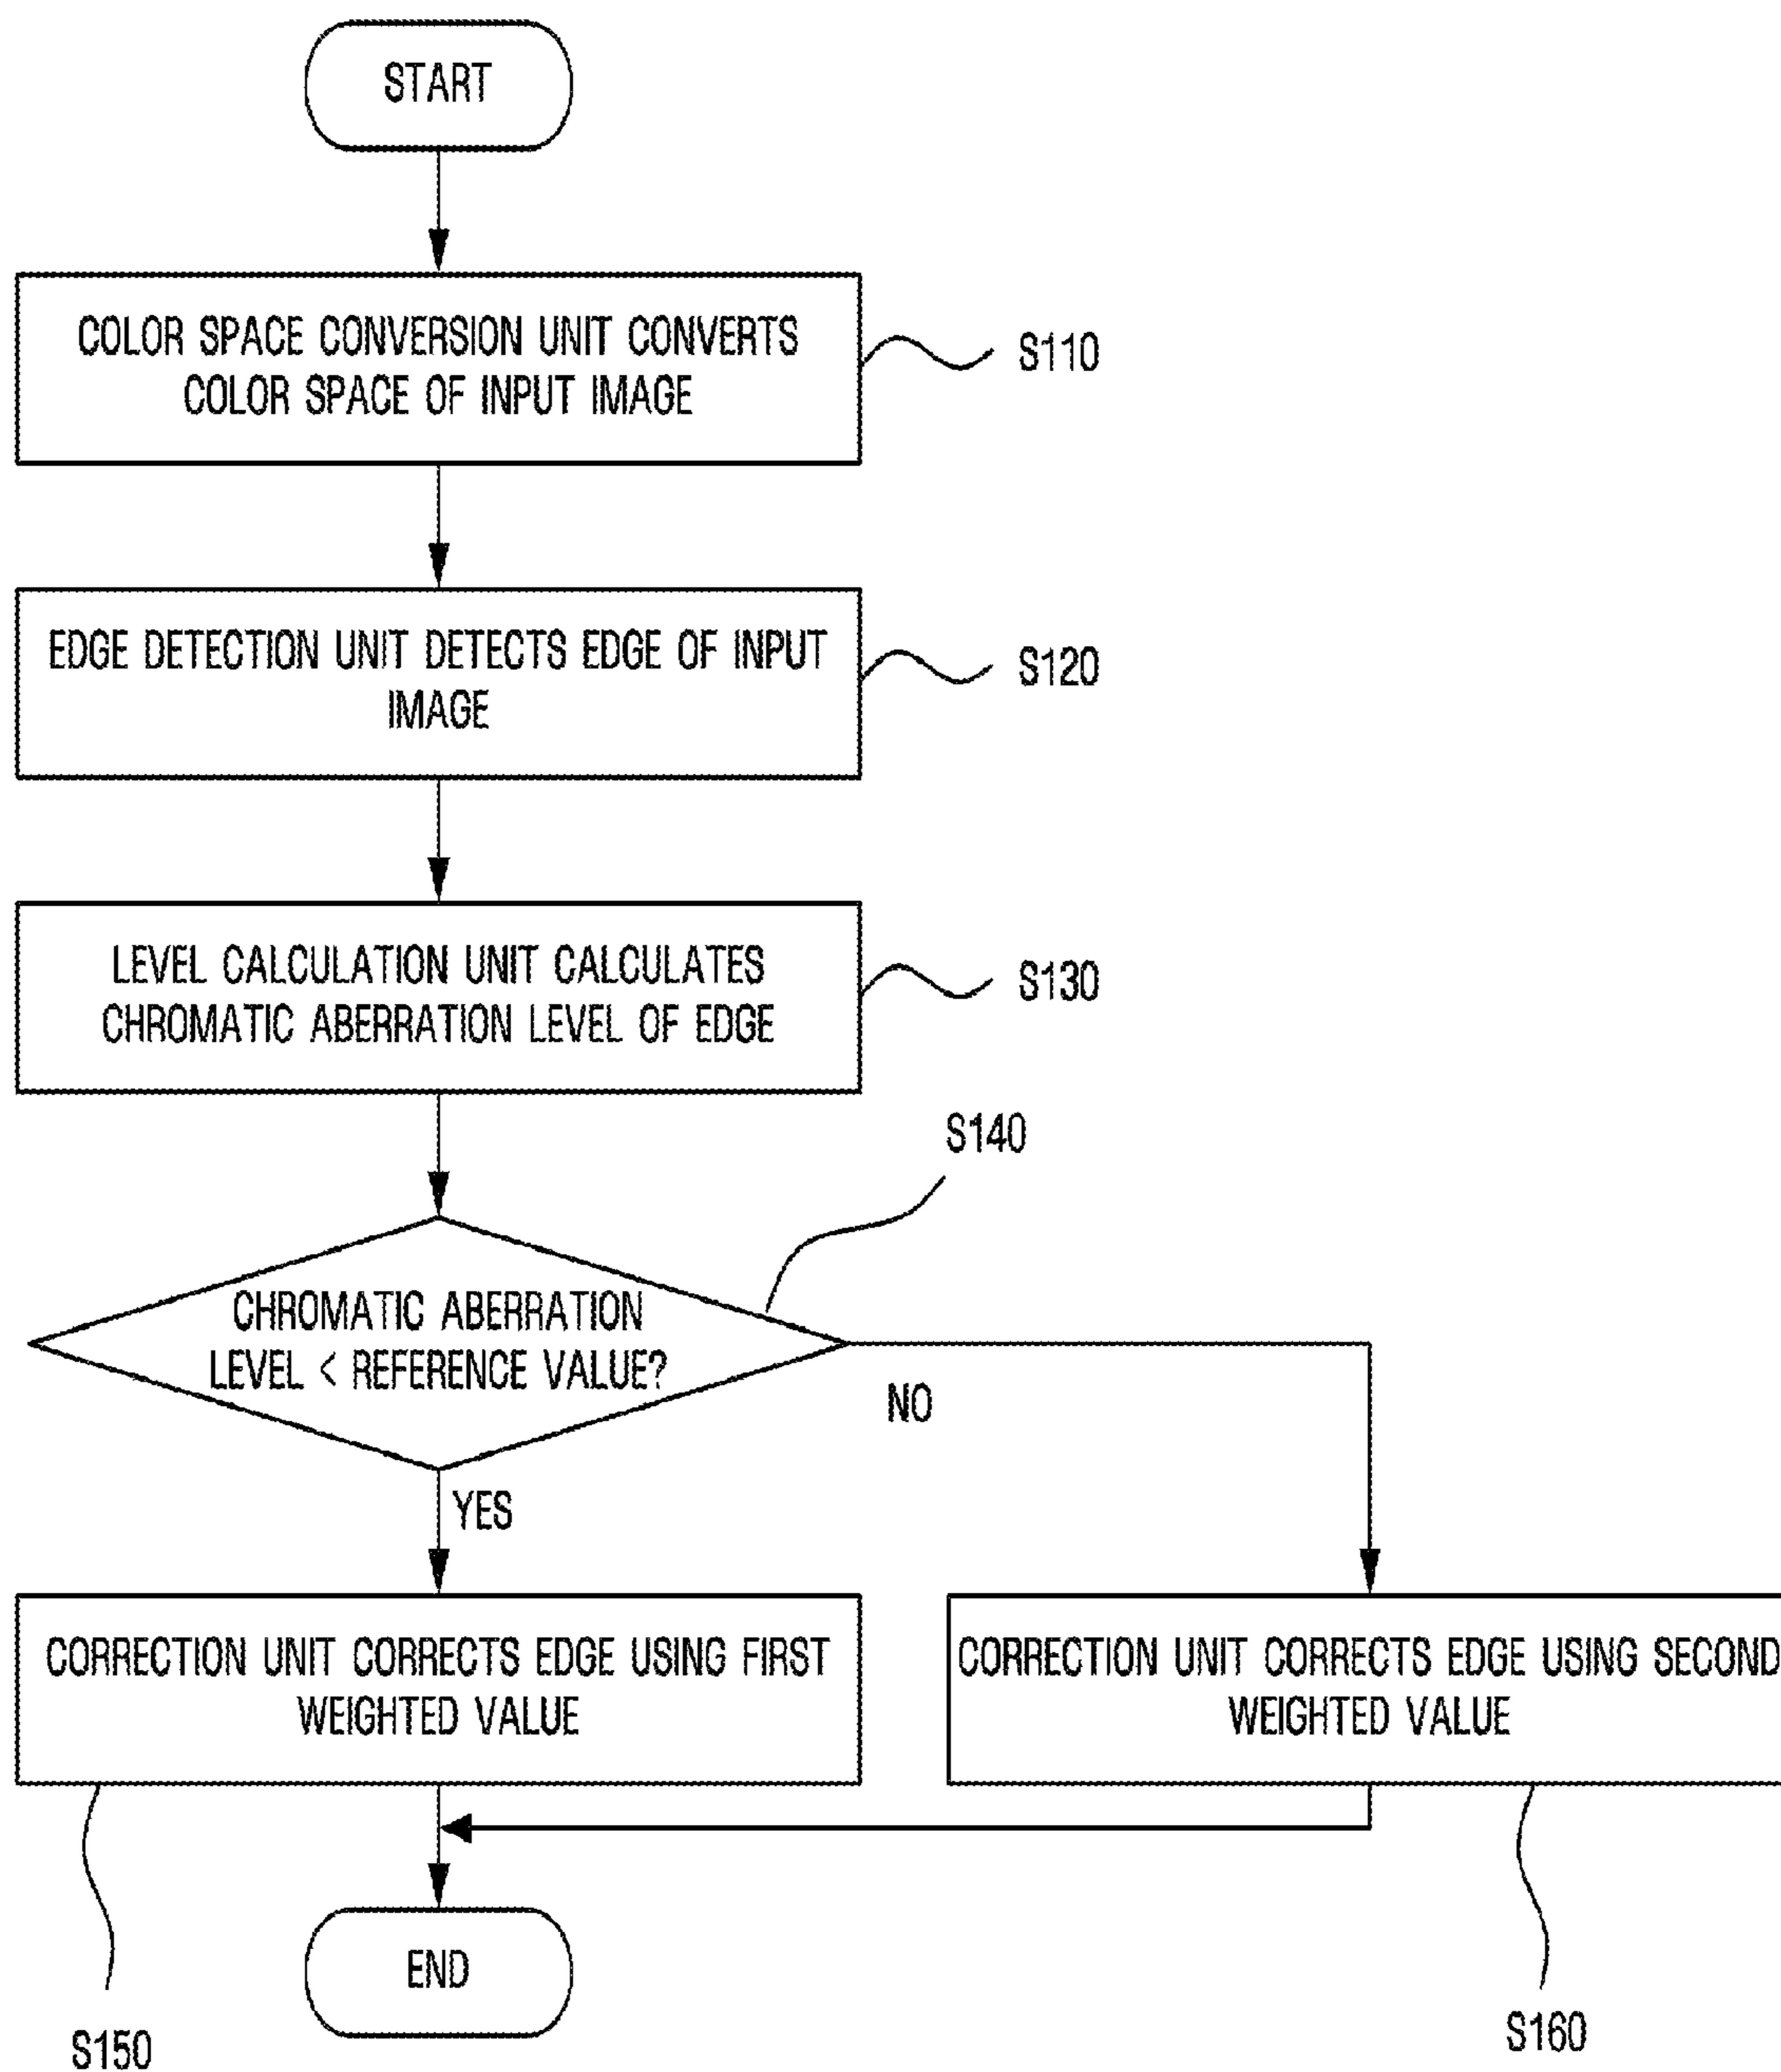 START
COLOR SPACE CONVERSION UNIT CONVERTS
COLOR SPACE OF INPUT IMAGE
S110
EDGE DETECTION UNIT DETECTS EDGE OF INPUT
IMAGE
S120
LEVEL CALCULATION UNIT CALCULATES
CHROMATIC ABERRATION LEVEL OF EDGE
S130
S140
CHROMATIC ABERRATION
LEVEL < REFERENCE VALUE?
NO
YES
CORRECTION UNIT CORRECTS EDGE USING FIRST
WEIGHTED VALUE
CORRECTION UNIT CORRECTS EDGE USING SECOND
WEIGHTED VALUE
END
S150
S160